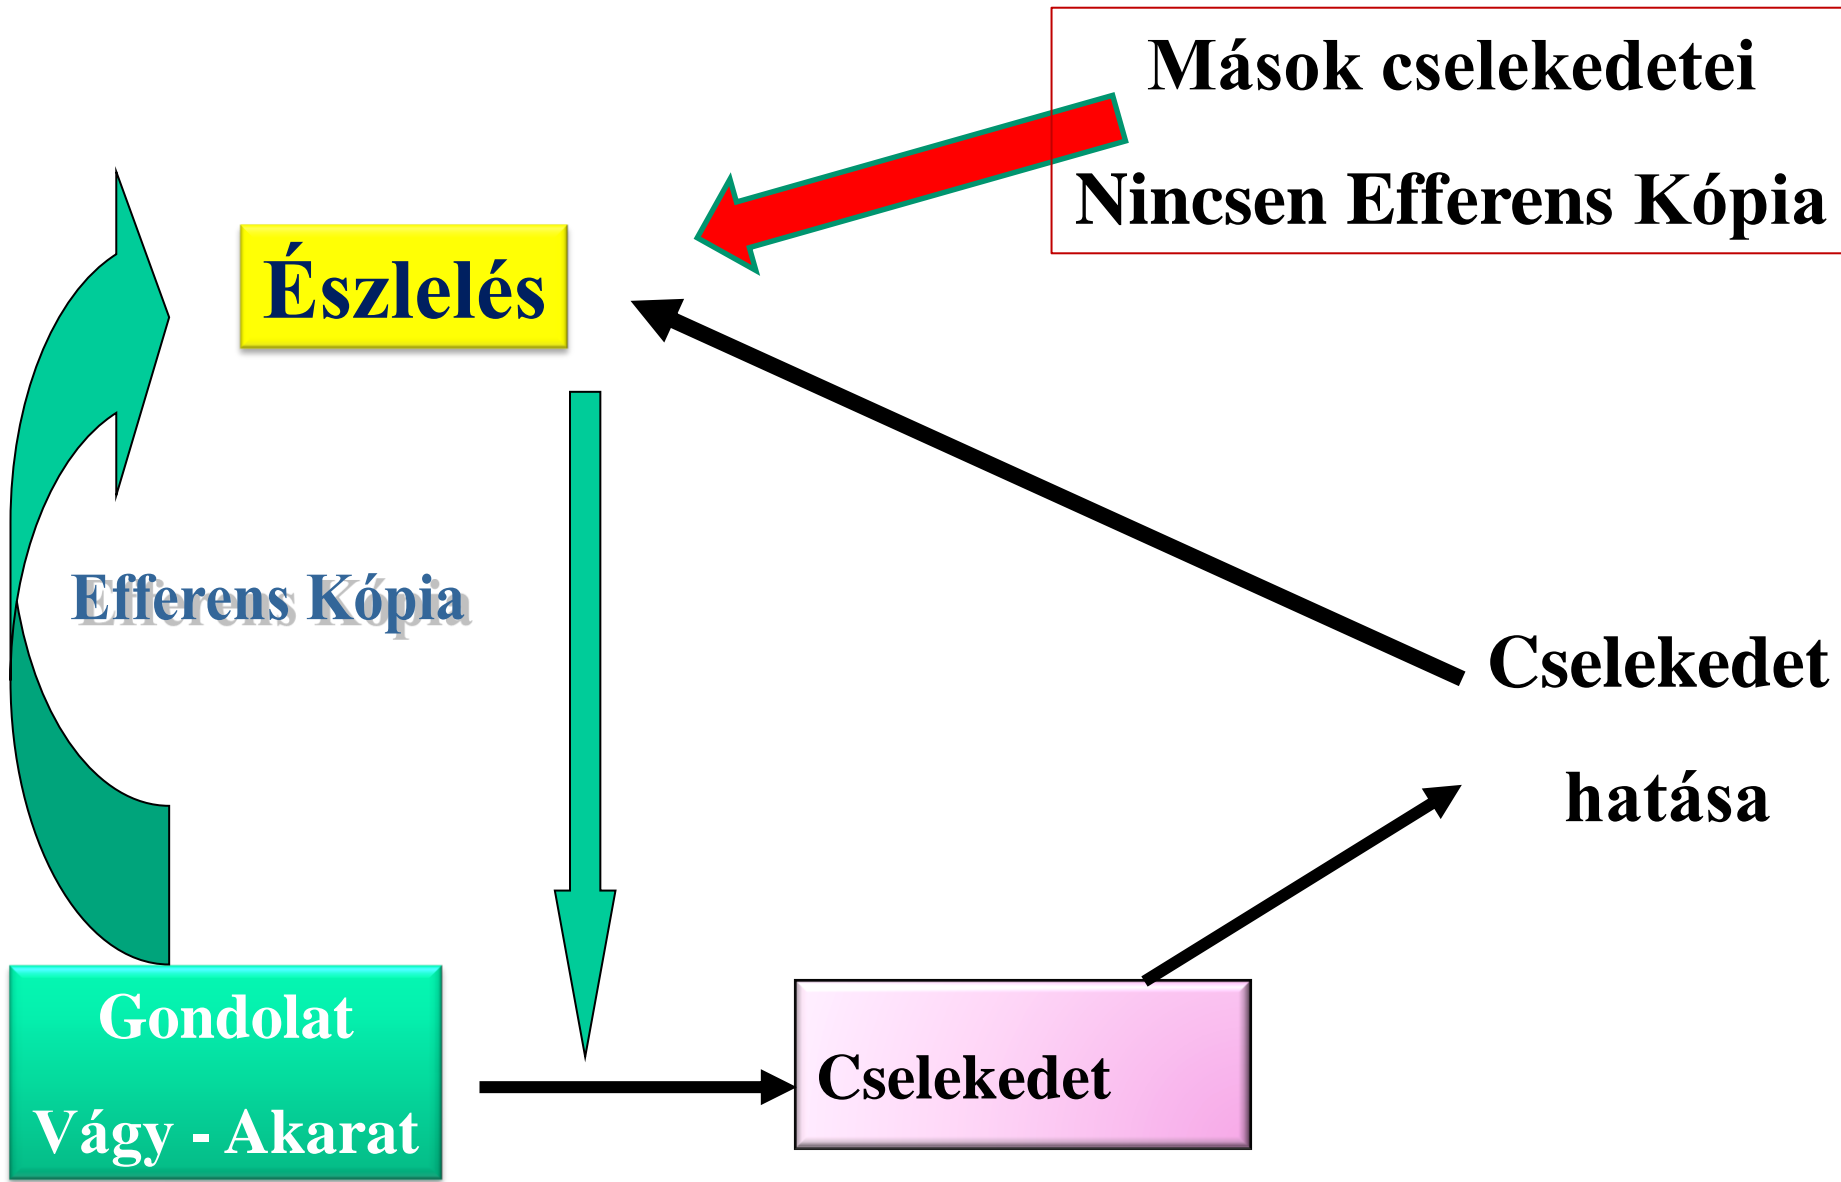 Mások cselekedetei
Nincsen Efferens Kópia
Észlelés
Efferens Kópia
Cselekedet
hatása
Gondolat
Vágy - Akarat
Cselekedet